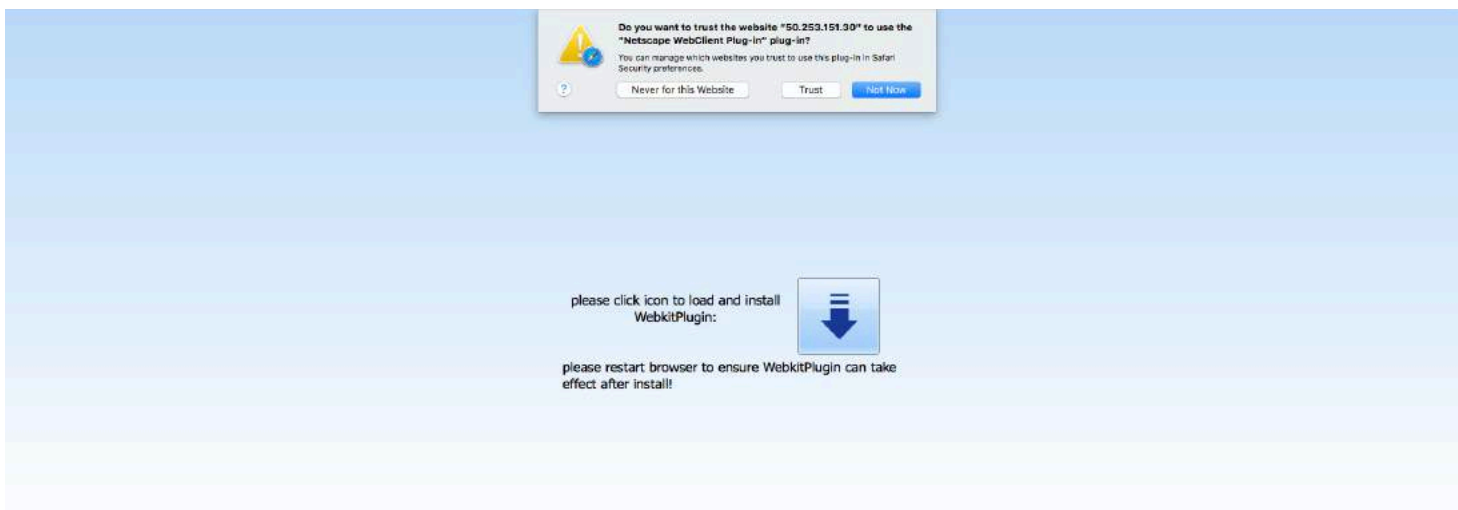 Do you want to trust the website "50.253.151.30" to use the
"Netscape WebClient Plug-in" plug-in?
You can manage which websites you trust to use this plug-in in Safari
Security preferences.
?
Never for this Website
Trust
Not Now
please click icon to load and install
WebkitPlugin:
please restart browser to ensure WebkitPlugin can take
effect after install!